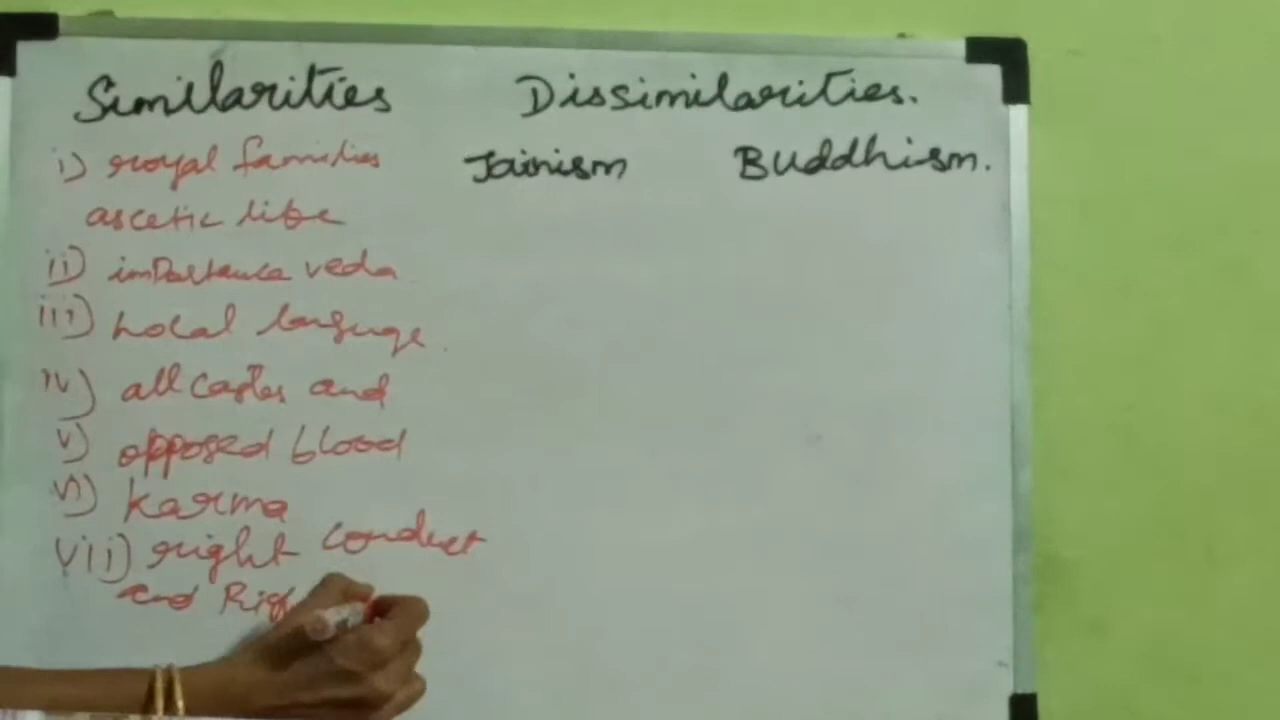 Similarities Dissimilarities.
i) royal families Jainism Buddhism.
ascetic life
ii) importance veda
iii) Local language
iv) all castes and
v) opposed blood
vi) Karma
vii) right conduct
and